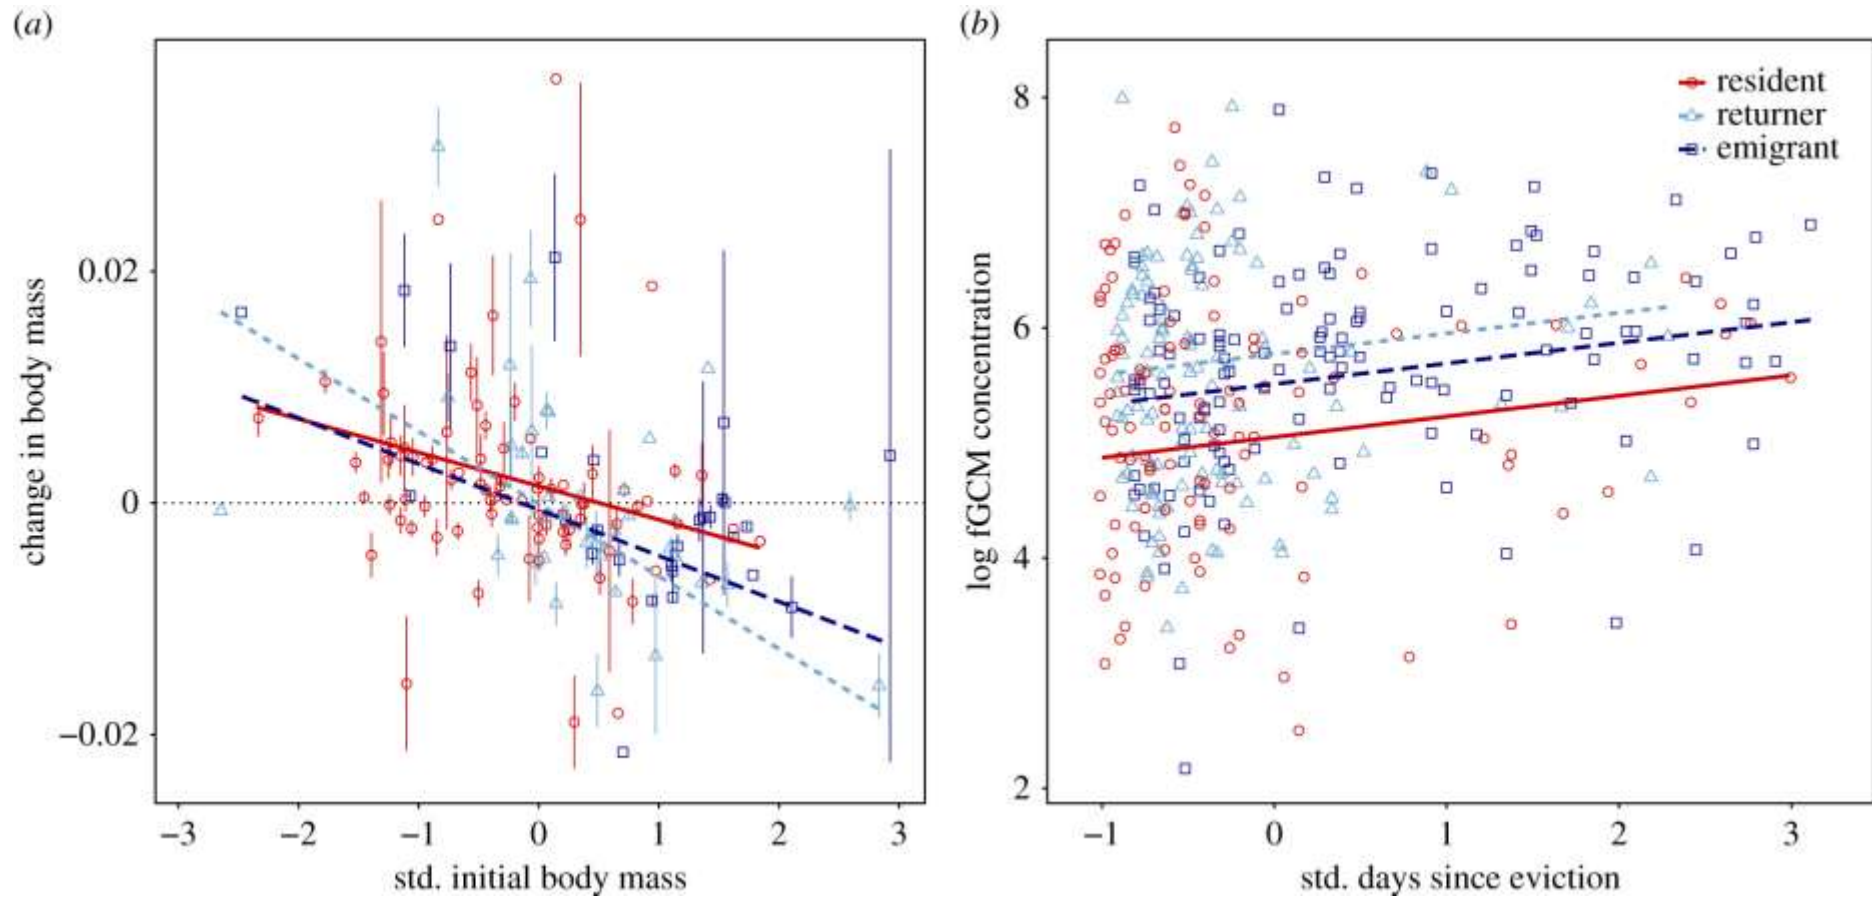 (a)
change in body mass
0.02
0
−0.02
−3 −2 −1 0 1 2 3
std. initial body mass
(b)
log fGCM concentration
8
6
4
2
−1 0 1 2 3
std. days since eviction
resident
returner
emigrant